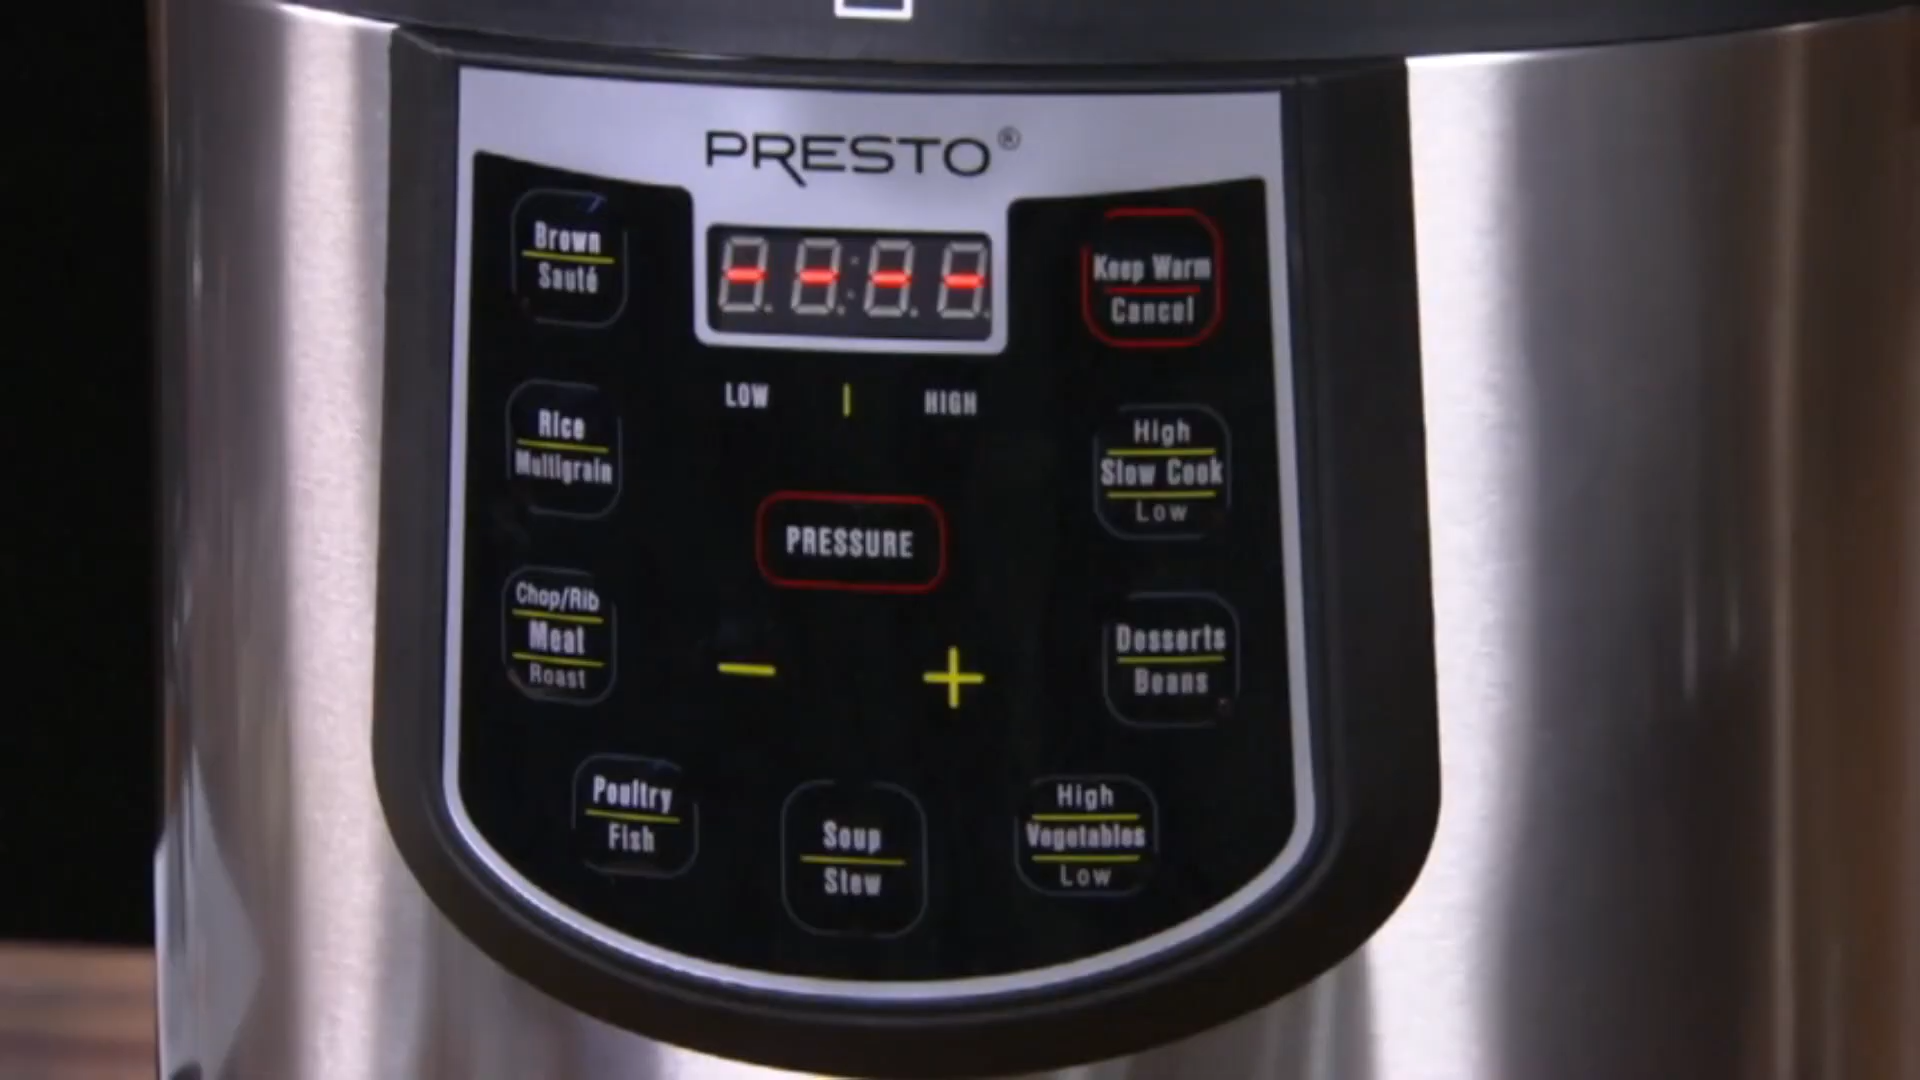 PRESTO®
- - - -
Brown
Sauté
Keep Warm
Cancel
LOW | HIGH
Rice
Multigrain
High
Slow Cook
Low
PRESSURE
Chop/Rib
Meat
Roast
− +
Desserts
Beans
Poultry
Fish
Soup
Stew
High
Vegetables
Low